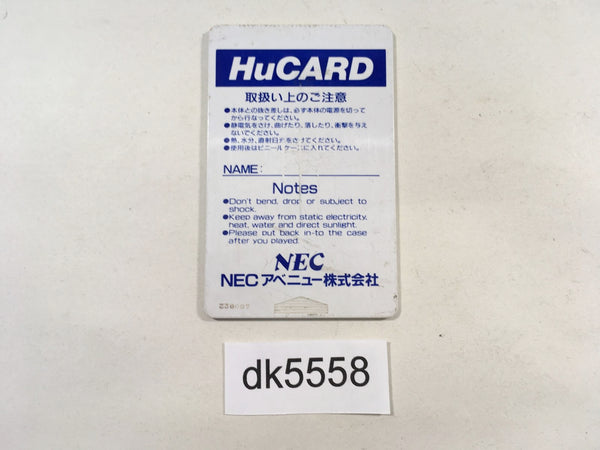 HuCARD
取扱い上のご注意
●本体との抜き差しは、必ず本体の電源を切って
から行なってください。
●静電気をさけ、曲げたり、落したり、衝撃を与え
ないでください。
●熱、水分、直射日光をさけてください。
●使用後はビニールケースに入れてください。
NAME:
Notes
●Don't bend, drop or subject to
shock.
●Keep away from static electricity,
heat, water and direct sunlight.
●Please put back in-to the case
after you played.
NEC
NECアベニュー株式会社
dk5558